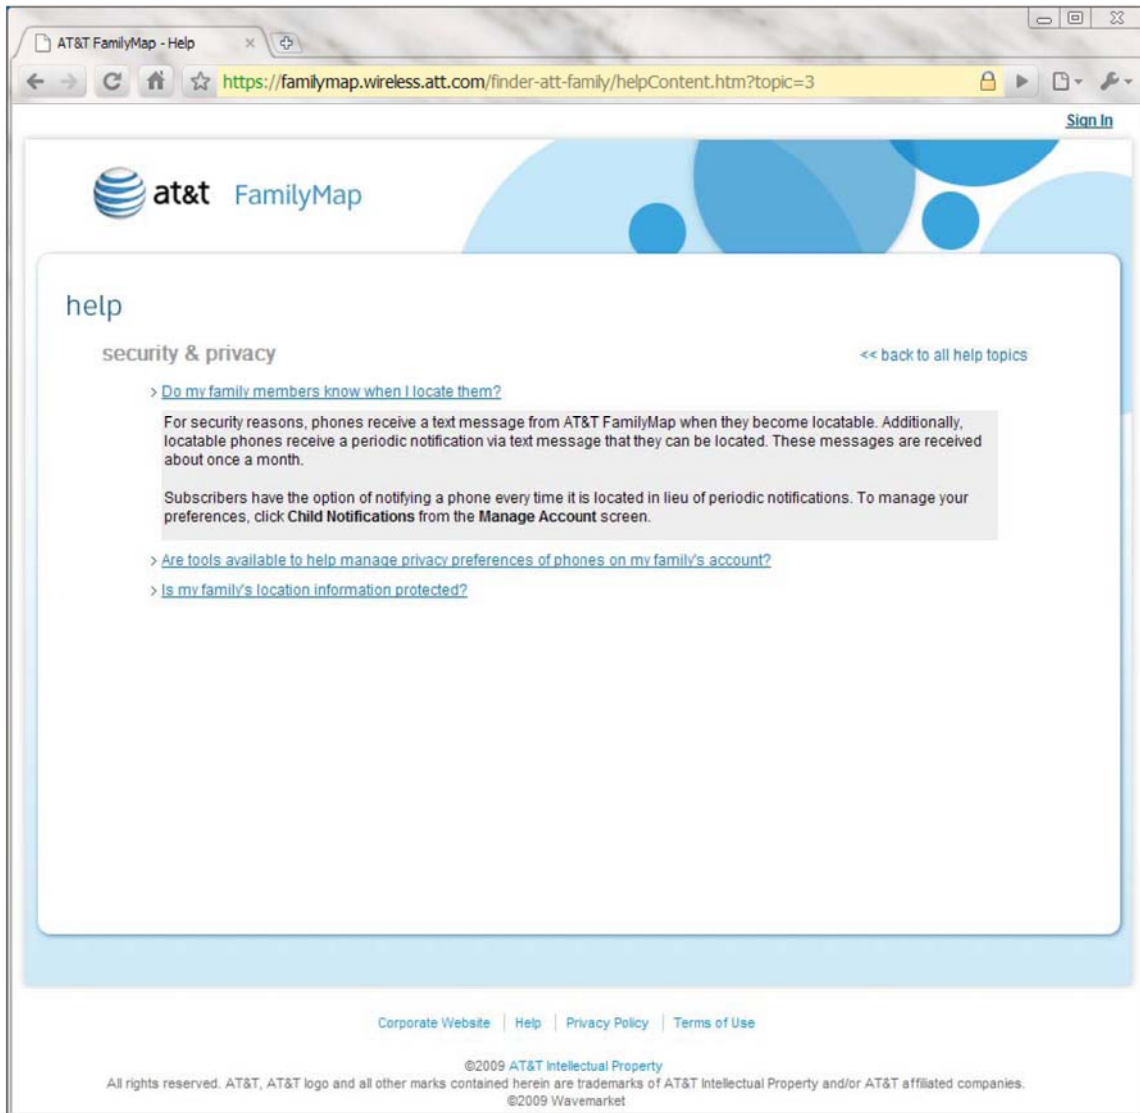 AT&T FamilyMap - Help
https://familymap.wireless.att.com/finder-att-family/helpContent.htm?topic=3
Sign In
at&t FamilyMap
help
security & privacy
<< back to all help topics
> Do my family members know when I locate them?
For security reasons, phones receive a text message from AT&T FamilyMap when they become locatable. Additionally,
locatable phones receive a periodic notification via text message that they can be located. These messages are received
about once a month.
Subscribers have the option of notifying a phone every time it is located in lieu of periodic notifications. To manage your
preferences, click Child Notifications from the Manage Account screen.
> Are tools available to help manage privacy preferences of phones on my family's account?
> Is my family's location information protected?
Corporate Website | Help | Privacy Policy | Terms of Use
©2009 AT&T Intellectual Property
All rights reserved. AT&T, AT&T logo and all other marks contained herein are trademarks of AT&T Intellectual Property and/or AT&T affiliated companies.
©2009 Wavemarket